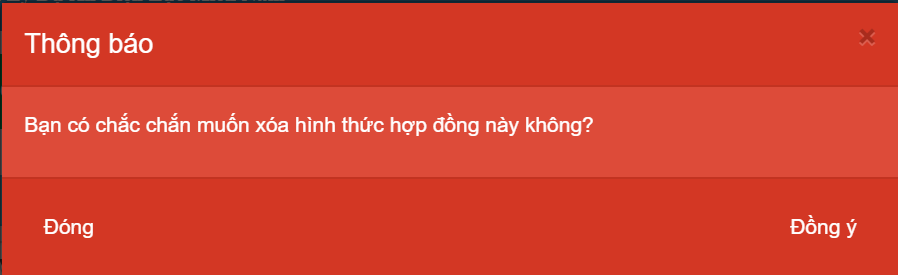 Thông báo
×
Bạn có chắc chắn muốn xóa hình thức hợp đồng này không?
Đóng
Đồng ý